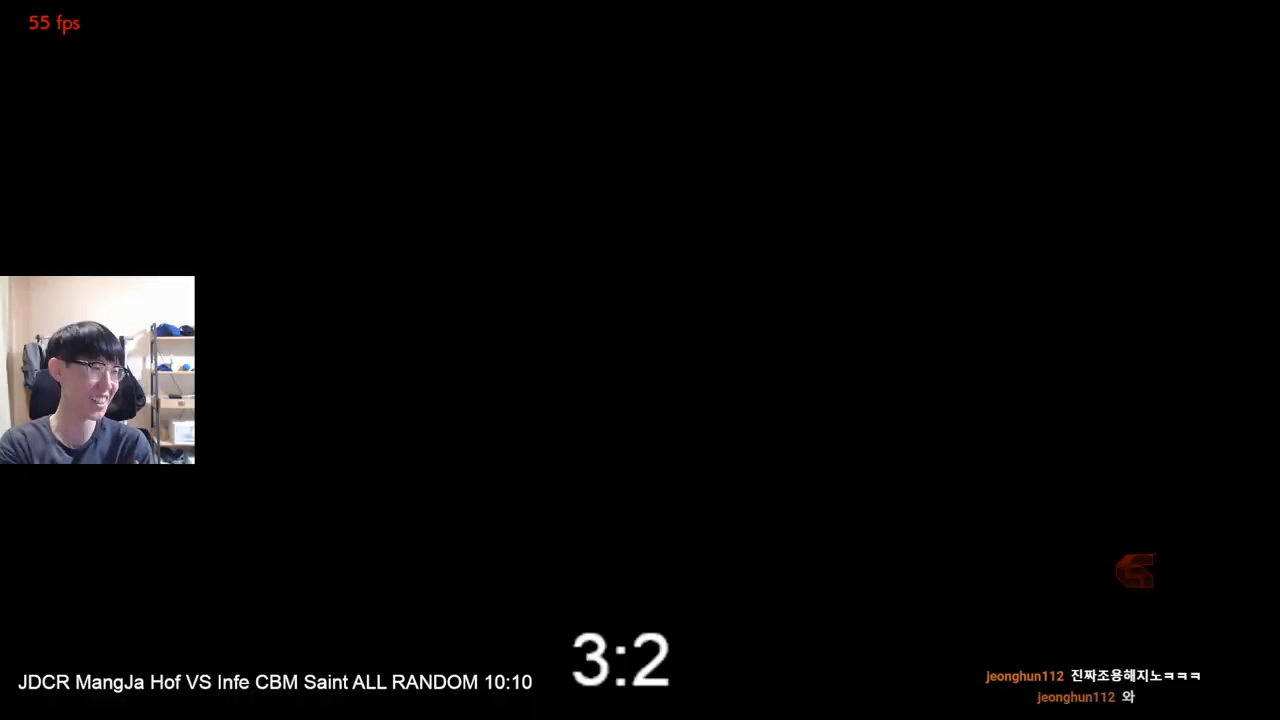 55 fps
3:2
JDCR MangJa Hof VS Infe CBM Saint ALL RANDOM 10:10
jeonghun112 진짜조용해지노ㅋㅋㅋ
jeonghun112 와